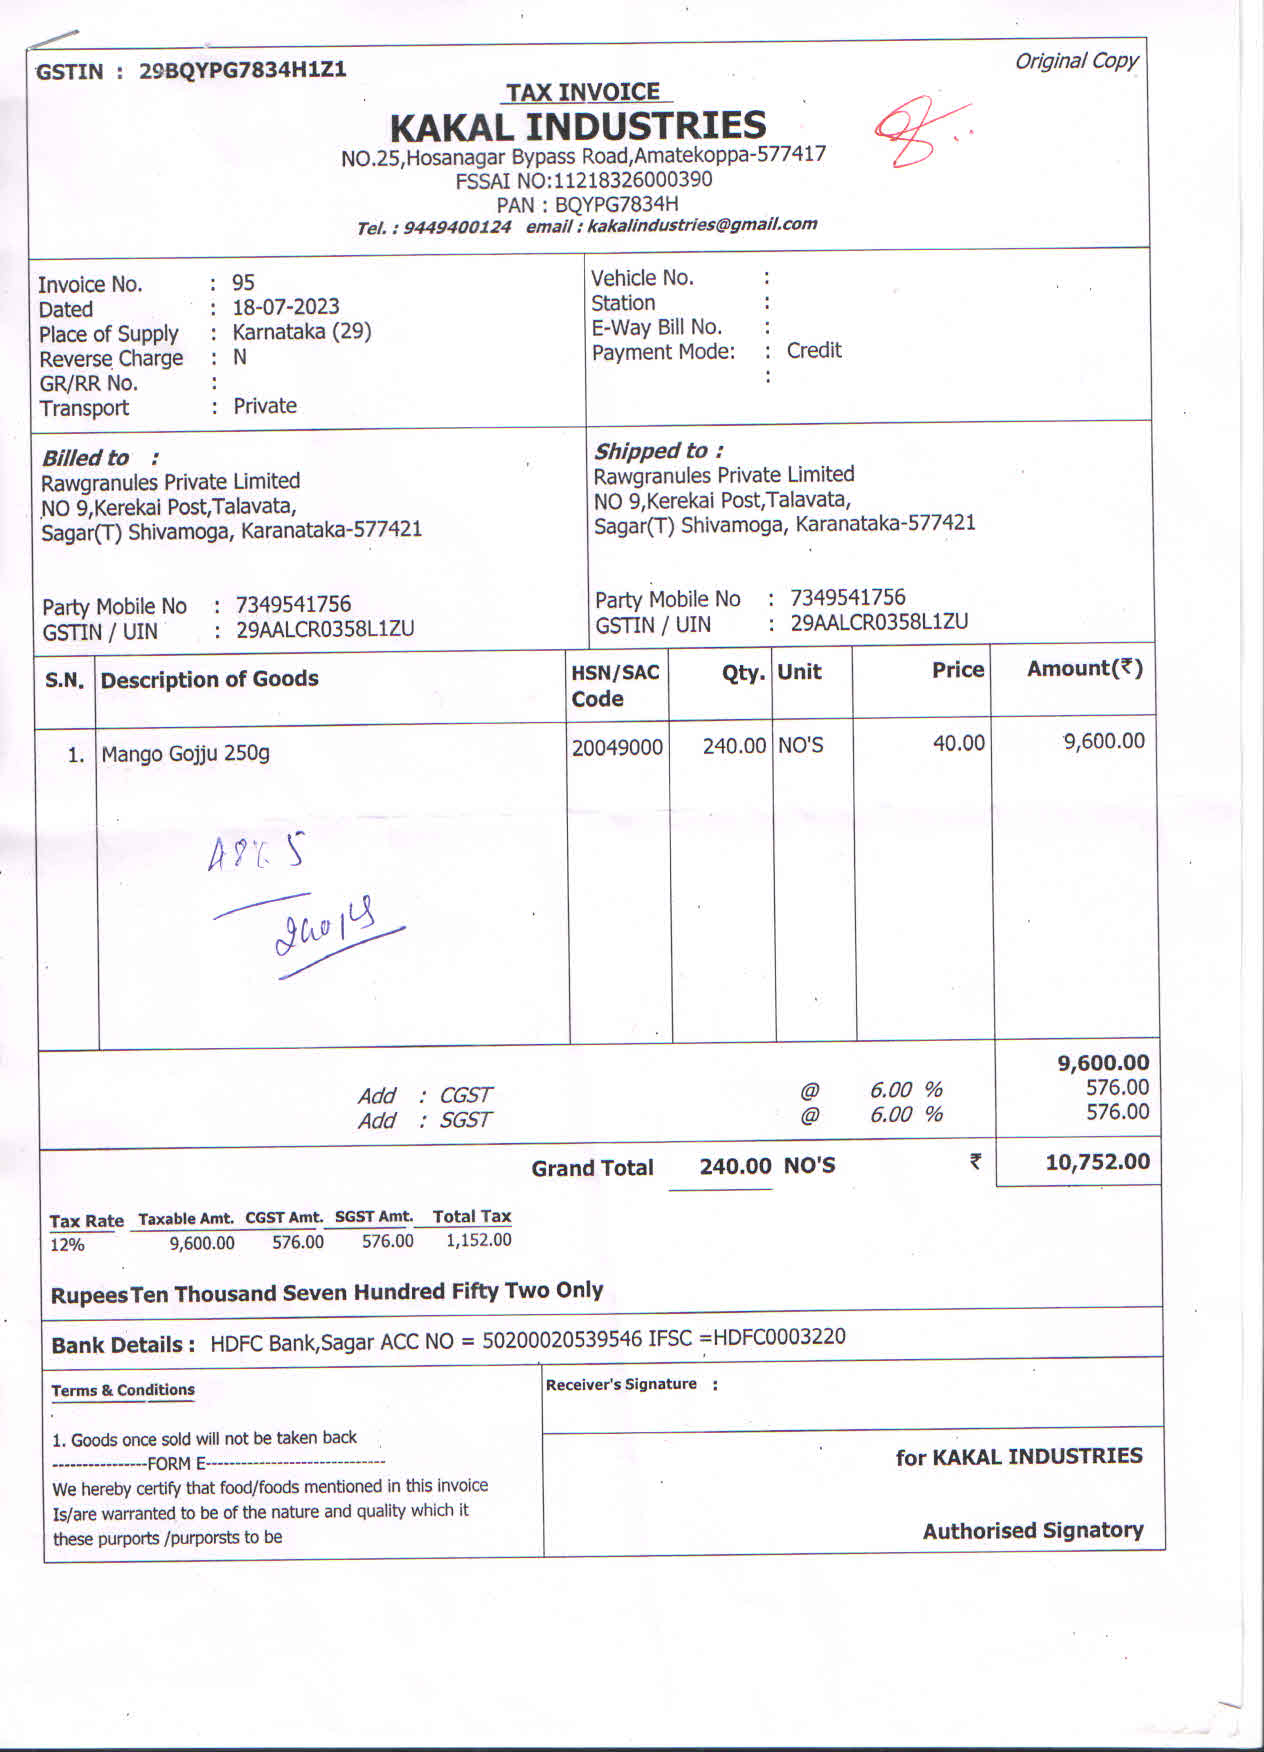 Original Copy
GSTIN : 29BQYPG7834H1Z1
TAX INVOICE
KAKAL INDUSTRIES
NO.25,Hosanagar Bypass Road,Amatekoppa-577417
FSSAI NO:11218326000390
PAN : BQYPG7834H
Tel. : 9449400124 email : kakalindustries@gmail.com
Invoice No. : 95
Dated : 18-07-2023
Place of Supply : Karnataka (29)
Reverse Charge : N
GR/RR No. :
Transport : Private
Vehicle No. :
Station :
E-Way Bill No. :
Payment Mode: : Credit
:
Billed to :
Rawgranules Private Limited
NO 9,Kerekai Post,Talavata,
Sagar(T) Shivamoga, Karanataka-577421
Party Mobile No : 7349541756
GSTIN / UIN : 29AALCR0358L1ZU
Shipped to :
Rawgranules Private Limited
NO 9,Kerekai Post,Talavata,
Sagar(T) Shivamoga, Karanataka-577421
Party Mobile No : 7349541756
GSTIN / UIN : 29AALCR0358L1ZU
S.N. Description of Goods HSN/SAC Code Qty. Unit Price Amount(₹)
1. Mango Gojju 250g 20049000 240.00 NO'S 40.00 9,600.00
9,600.00
Add : CGST @ 6.00 % 576.00
Add : SGST @ 6.00 % 576.00
Grand Total 240.00 NO'S ₹ 10,752.00
Tax Rate Taxable Amt. CGST Amt. SGST Amt. Total Tax
12% 9,600.00 576.00 576.00 1,152.00
Rupees Ten Thousand Seven Hundred Fifty Two Only
Bank Details : HDFC Bank,Sagar ACC NO = 50200020539546 IFSC =HDFC0003220
Terms & Conditions
1. Goods once sold will not be taken back
----------------FORM E------------------------------
We hereby certify that food/foods mentioned in this invoice
Is/are warranted to be of the nature and quality which it
these purports /purporsts to be
Receiver's Signature :
for KAKAL INDUSTRIES
Authorised Signatory